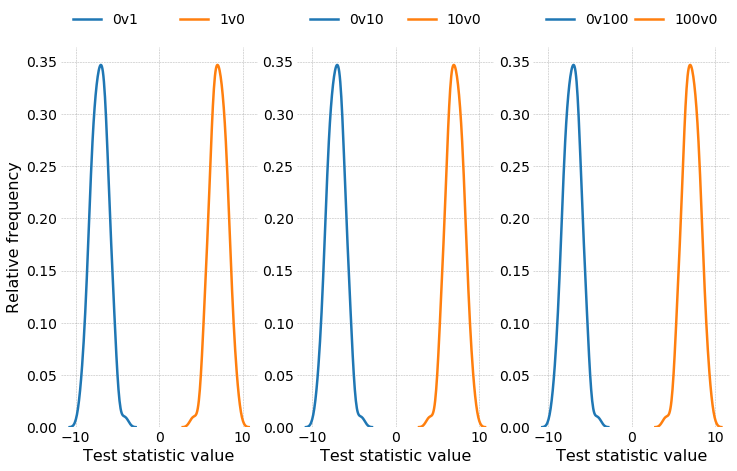 0v1 1v0 0v10 10v0 0v100 100v0
0.35 0.35 0.35
0.30 0.30 0.30
0.25 0.25 0.25
0.20 0.20 0.20
0.15 0.15 0.15
0.10 0.10 0.10
0.05 0.05 0.05
0.00 0.00 0.00
Relative frequency
−10 0 10 −10 0 10 −10 0 10
Test statistic value Test statistic value Test statistic value